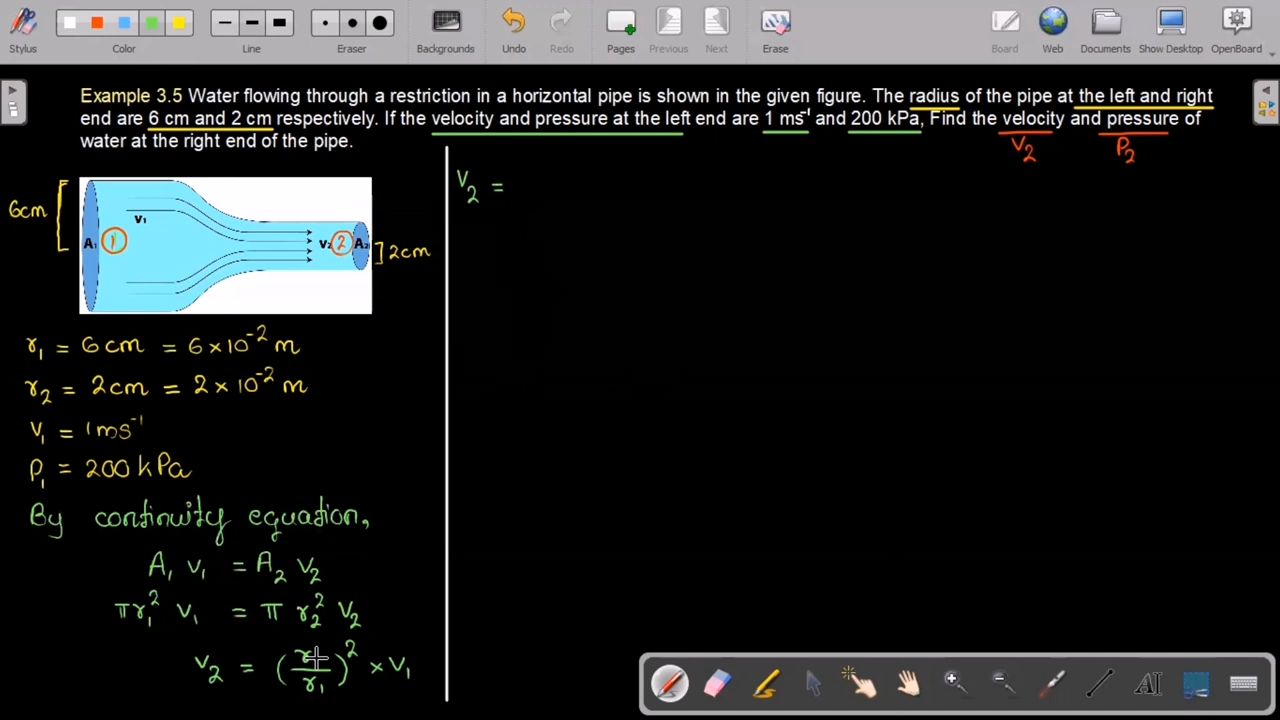 Stylus
Color
Line
Eraser
Backgrounds
Undo
Redo
Pages
Previous
Next
Erase
Board
Web
Documents
Show Desktop
OpenBoard
Example 3.5 Water flowing through a restriction in a horizontal pipe is shown in the given figure. The radius of the pipe at the left and right
end are 6 cm and 2 cm respectively. If the velocity and pressure at the left end are 1 ms⁻¹ and 200 kPa, Find the velocity and pressure of
water at the right end of the pipe.
V₂
P₂
6cm
A₁
①
v₁
v₂
②
A₂
2cm
r₁ = 6cm = 6×10⁻² m
r₂ = 2cm = 2×10⁻² m
V₁ = 1ms⁻¹
P₁ = 200 kPa
By continuity equation,
A₁ v₁ = A₂ v₂
πr₁² v₁ = π r₂² v₂
v₂ = (r/r₁)² × v₁
V₂ =
AI